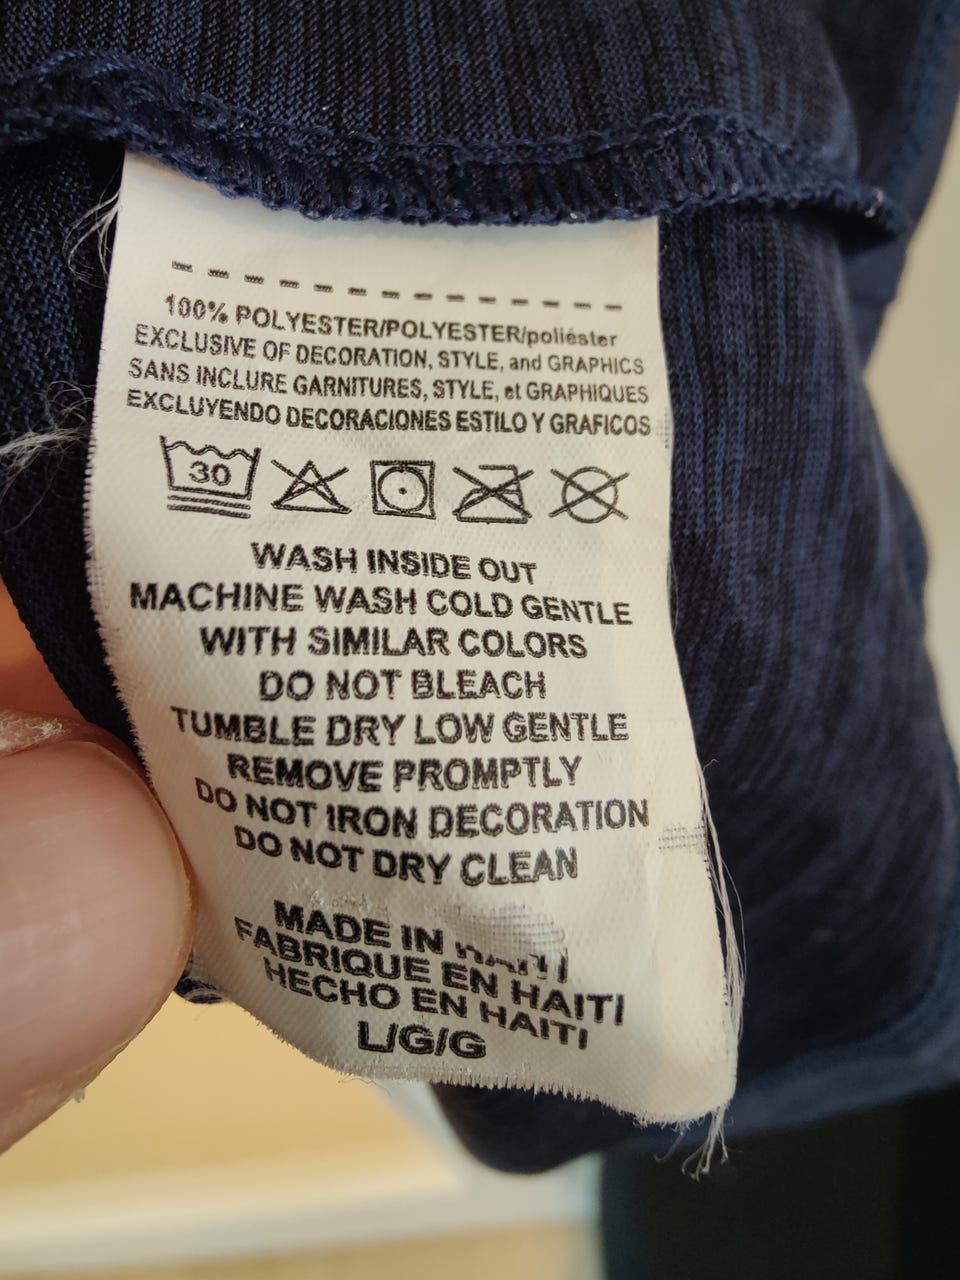 100% POLYESTER/POLYESTER/poliéster
EXCLUSIVE OF DECORATION, STYLE, and GRAPHICS
SANS INCLURE GARNITURES, STYLE, et GRAPHIQUES
EXCLUYENDO DECORACIONES ESTILO Y GRAFICOS
30
WASH INSIDE OUT
MACHINE WASH COLD GENTLE
WITH SIMILAR COLORS
DO NOT BLEACH
TUMBLE DRY LOW GENTLE
REMOVE PROMPTLY
DO NOT IRON DECORATION
DO NOT DRY CLEAN
MADE IN HAITI
FABRIQUE EN HAITI
HECHO EN HAITI
L/G/G